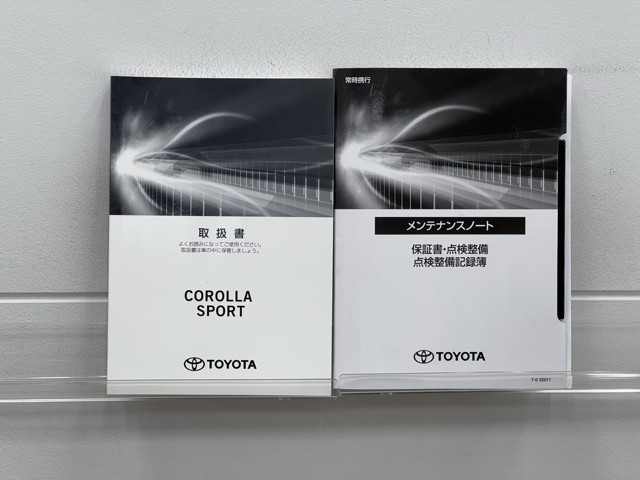 取扱書
よくお読みになってご使用ください。
取扱書は車の中に保管しましょう。
COROLLA
SPORT
TOYOTA
常時携行
メンテナンスノート
保証書・点検整備
点検整備記録簿
TOYOTA